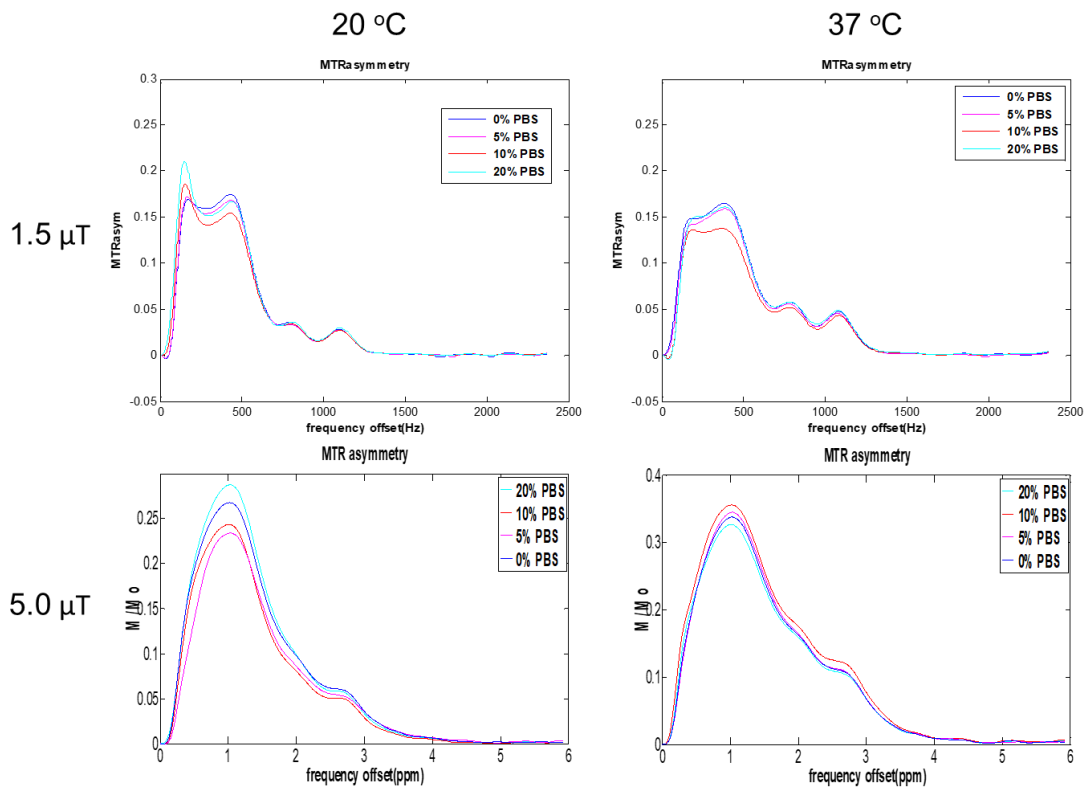 20 °C
37 °C
1.5 µT
5.0 µT
MTRasymmetry
0.3
0.25
0.2
0.15
0.1
0.05
0
-0.05
MTRasym
0% PBS
5% PBS
10% PBS
20% PBS
0 500 1000 1500 2000 2500
frequency offset(Hz)
MTRasymmetry
0.25
0.2
0.15
0.1
0.05
0
-0.05
MTRasym
0% PBS
5% PBS
10% PBS
20% PBS
0 500 1000 1500 2000 2500
frequency offset(Hz)
MTR asymmetry
0.25
0.2
0.15
0.1
0.05
0
M / Mo
20% PBS
10% PBS
5% PBS
0% PBS
0 1 2 3 4 5 6
frequency offset(ppm)
MTR asymmetry
0.4
0.3
0.2
0.1
0
M / Mo
20% PBS
10% PBS
5% PBS
0% PBS
0 1 2 3 4 5 6
frequency offset(ppm)